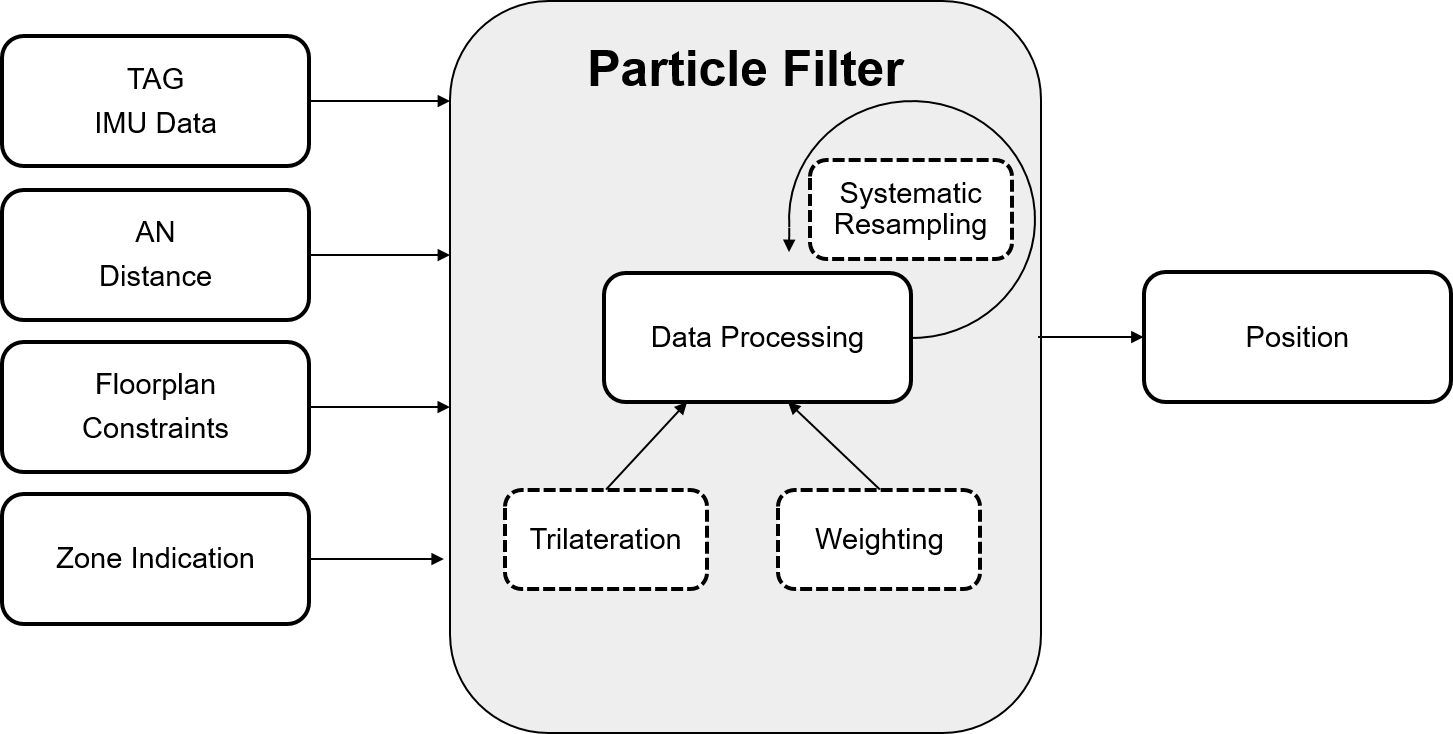 TAG
IMU Data
AN
Distance
Floorplan
Constraints
Zone Indication
Particle Filter
Systematic
Resampling
Data Processing
Trilateration
Weighting
Position